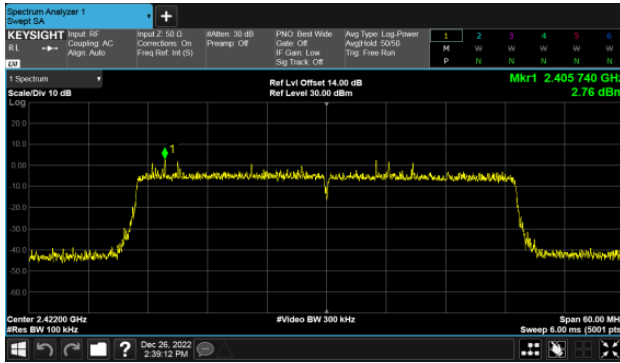 Spectrum Analyzer 1
Swept SA
+
KEYSIGHT
RL
LXI
Input: RF
Coupling: AC
Align: Auto
Input Z: 50 Ω
Corrections: On
Freq Ref: Int (S)
#Atten: 30 dB
Preamp: Off
PNO: Best Wide
Gate: Off
IF Gain: Low
Sig Track: Off
Avg Type: Log-Power
Avg|Hold: 50/50
Trig: Free Run
1 2 3 4 5 6
M W W W W W
P N N N N N
1 Spectrum
Scale/Div 10 dB
Log
Ref Lvl Offset 14.00 dB
Ref Level 30.00 dBm
Mkr1 2.405 740 GHz
2.76 dBm
20.0
10.0
1
0.00
-10.0
-20.0
-30.0
-40.0
-50.0
-60.0
Center 2.42200 GHz
#Res BW 100 kHz
#Video BW 300 kHz
Span 60.00 MHz
Sweep 6.00 ms (5001 pts)
?
Dec 26, 2022
2:39:12 PM